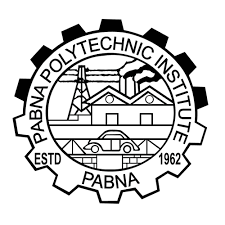 PABNA POLYTECHNIC INSTITUTE
ESTD 1962
PABNA